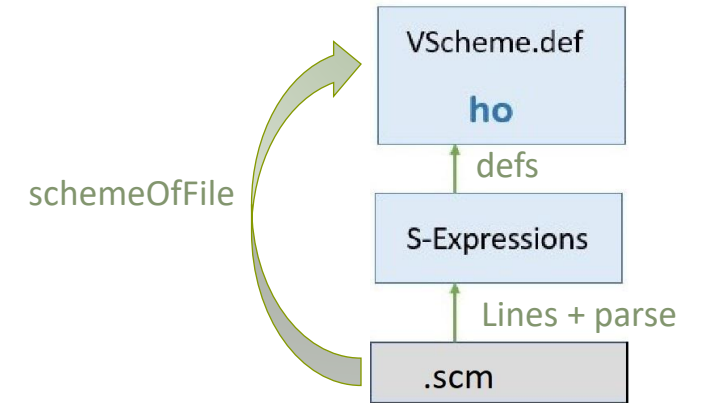 VScheme.def
ho
defs
schemeOfFile
S-Expressions
Lines + parse
.scm